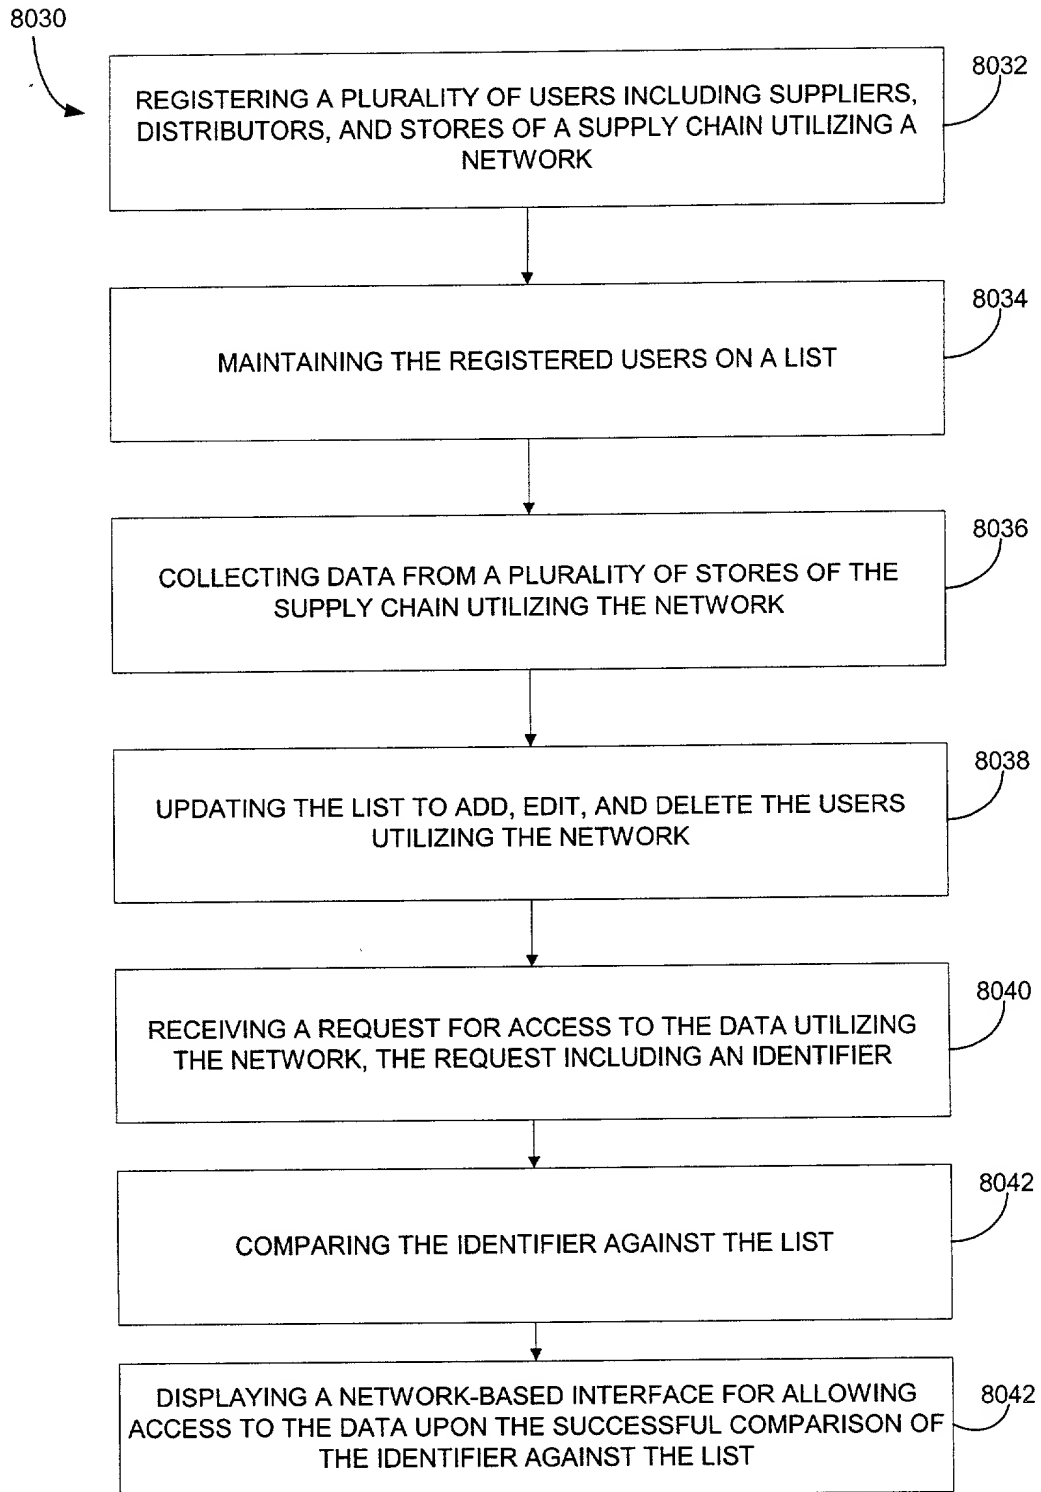 8030
8032
REGISTERING A PLURALITY OF USERS INCLUDING SUPPLIERS,
DISTRIBUTORS, AND STORES OF A SUPPLY CHAIN UTILIZING A
NETWORK
8034
MAINTAINING THE REGISTERED USERS ON A LIST
8036
COLLECTING DATA FROM A PLURALITY OF STORES OF THE
SUPPLY CHAIN UTILIZING THE NETWORK
8038
UPDATING THE LIST TO ADD, EDIT, AND DELETE THE USERS
UTILIZING THE NETWORK
8040
RECEIVING A REQUEST FOR ACCESS TO THE DATA UTILIZING
THE NETWORK, THE REQUEST INCLUDING AN IDENTIFIER
8042
COMPARING THE IDENTIFIER AGAINST THE LIST
8042
DISPLAYING A NETWORK-BASED INTERFACE FOR ALLOWING
ACCESS TO THE DATA UPON THE SUCCESSFUL COMPARISON OF
THE IDENTIFIER AGAINST THE LIST